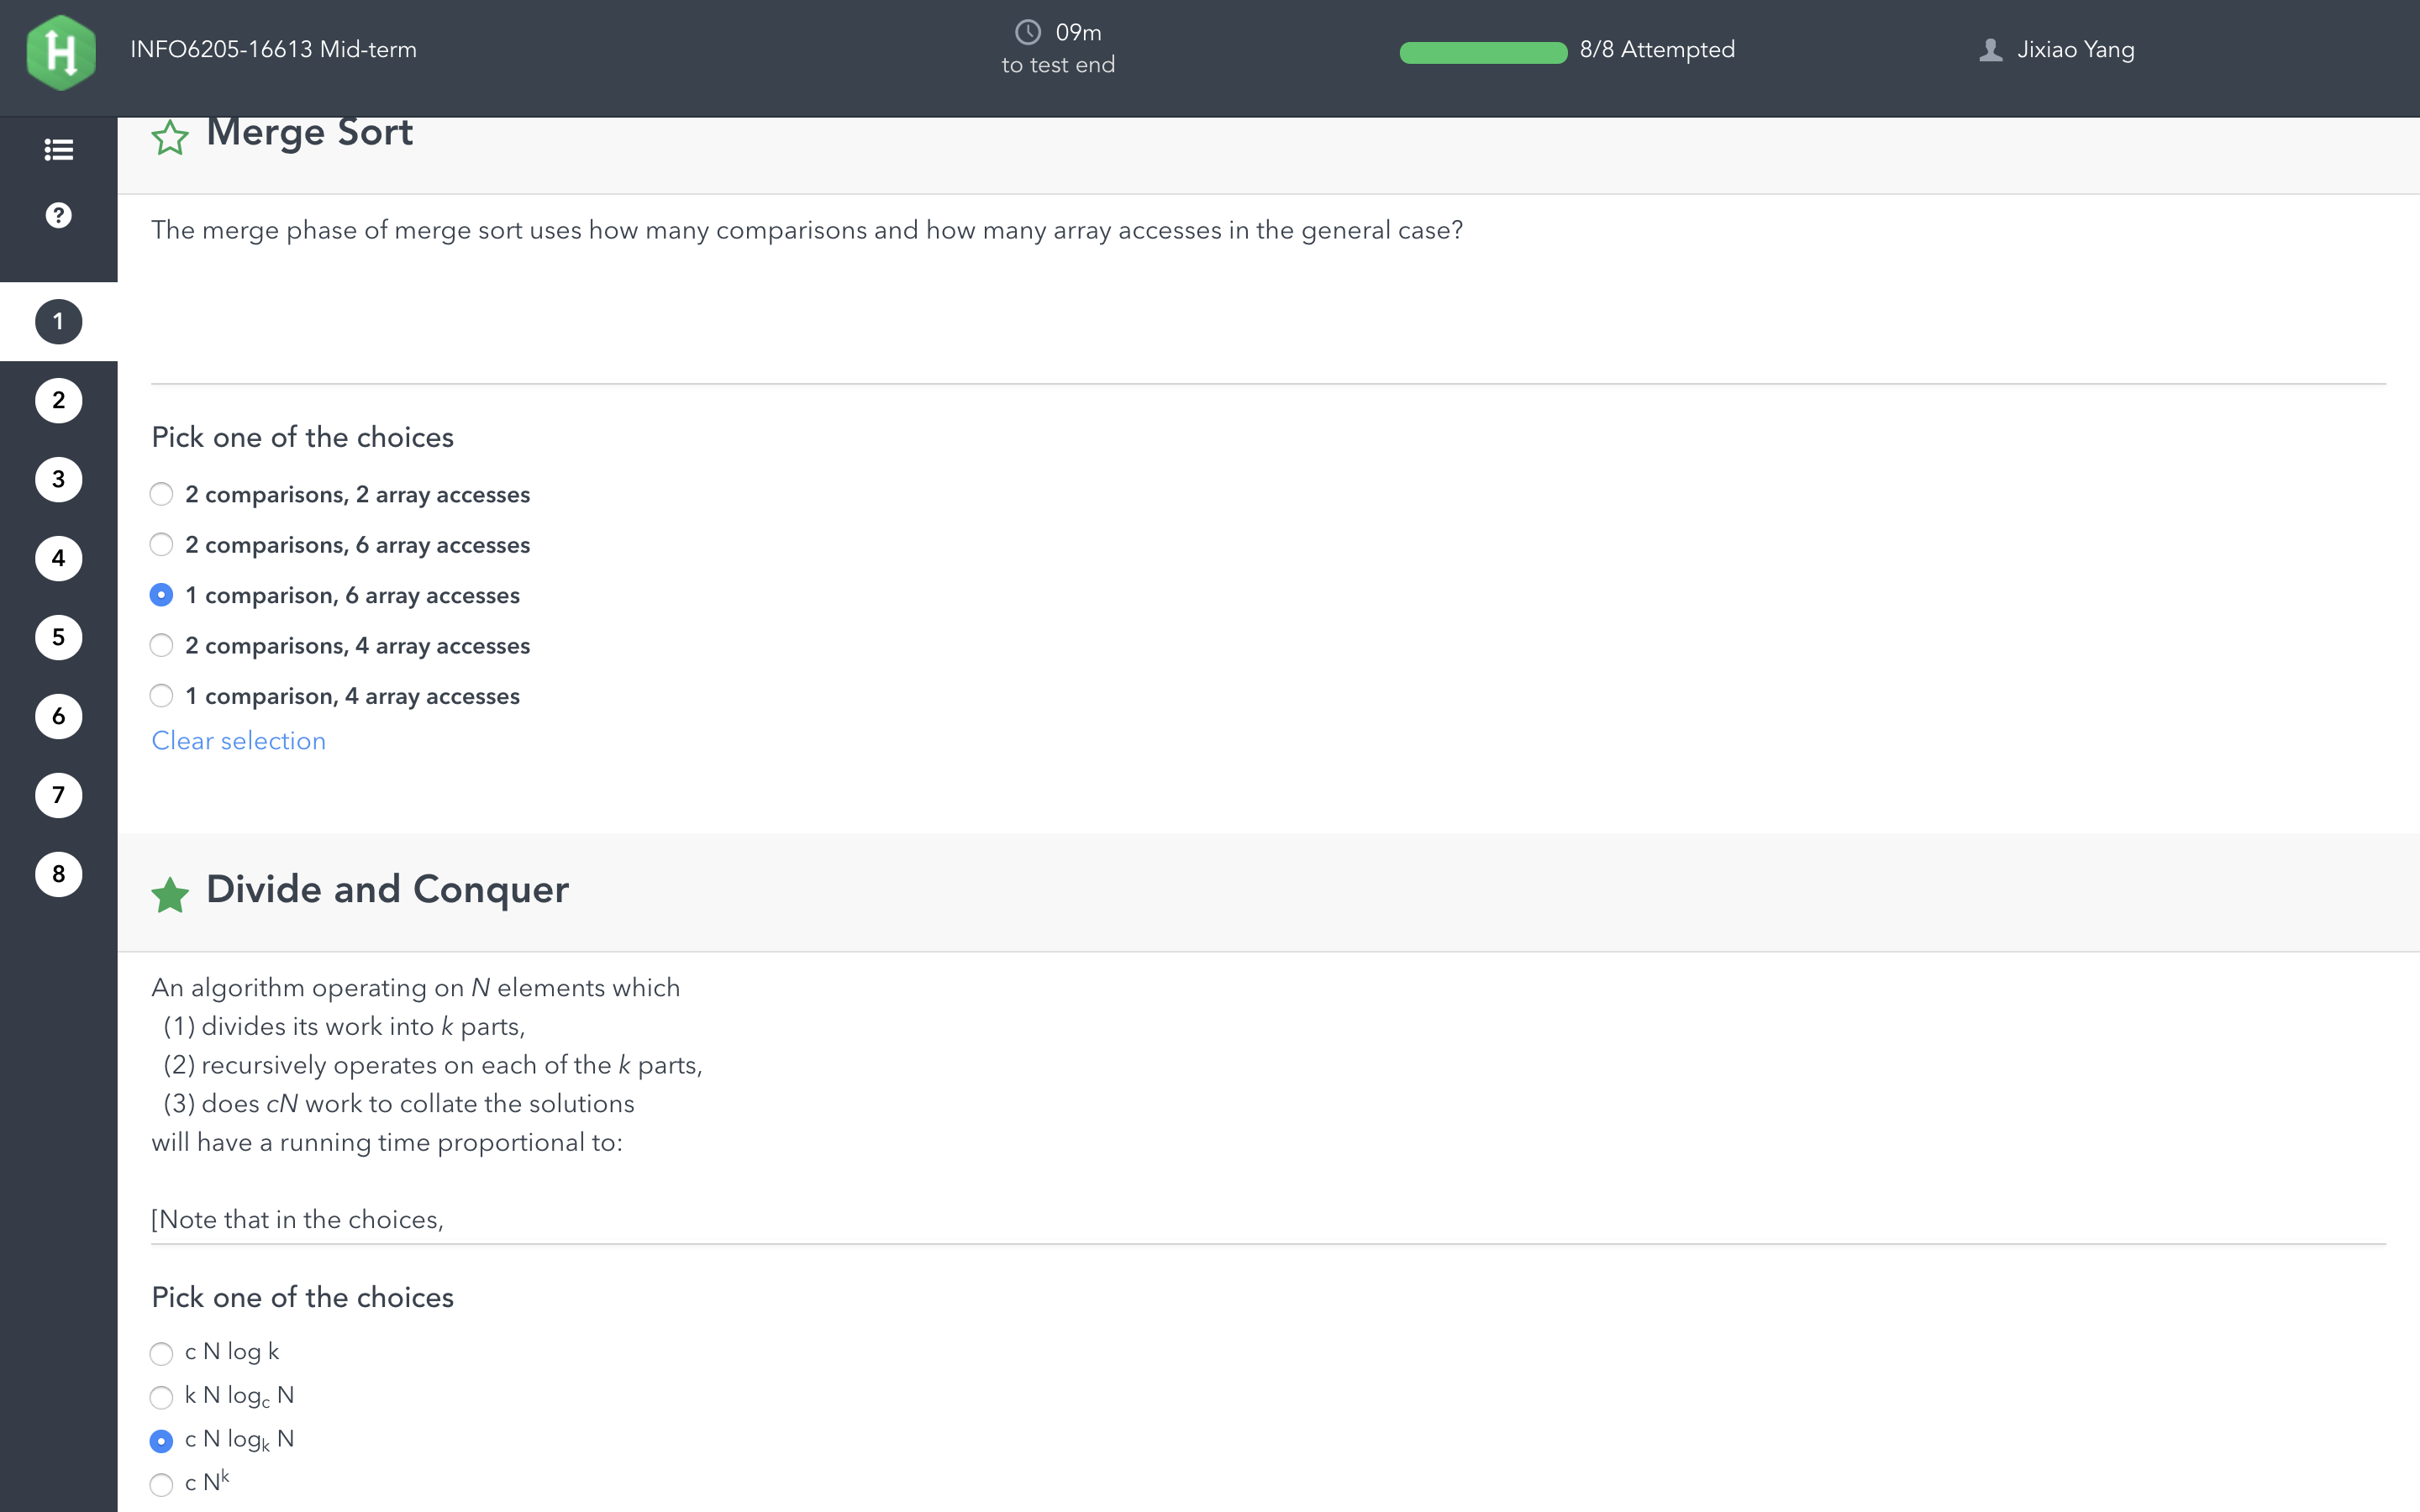 H
INFO6205-16613 Mid-term
09m
to test end
8/8 Attempted
Jixiao Yang
?
1
2
3
4
5
6
7
8
Merge Sort
The merge phase of merge sort uses how many comparisons and how many array accesses in the general case?
Pick one of the choices
2 comparisons, 2 array accesses
2 comparisons, 6 array accesses
1 comparison, 6 array accesses
2 comparisons, 4 array accesses
1 comparison, 4 array accesses
Clear selection
Divide and Conquer
An algorithm operating on N elements which
(1) divides its work into k parts,
(2) recursively operates on each of the k parts,
(3) does cN work to collate the solutions
will have a running time proportional to:
[Note that in the choices,
Pick one of the choices
c N log k
k N log_c N
c N log_k N
c N^k